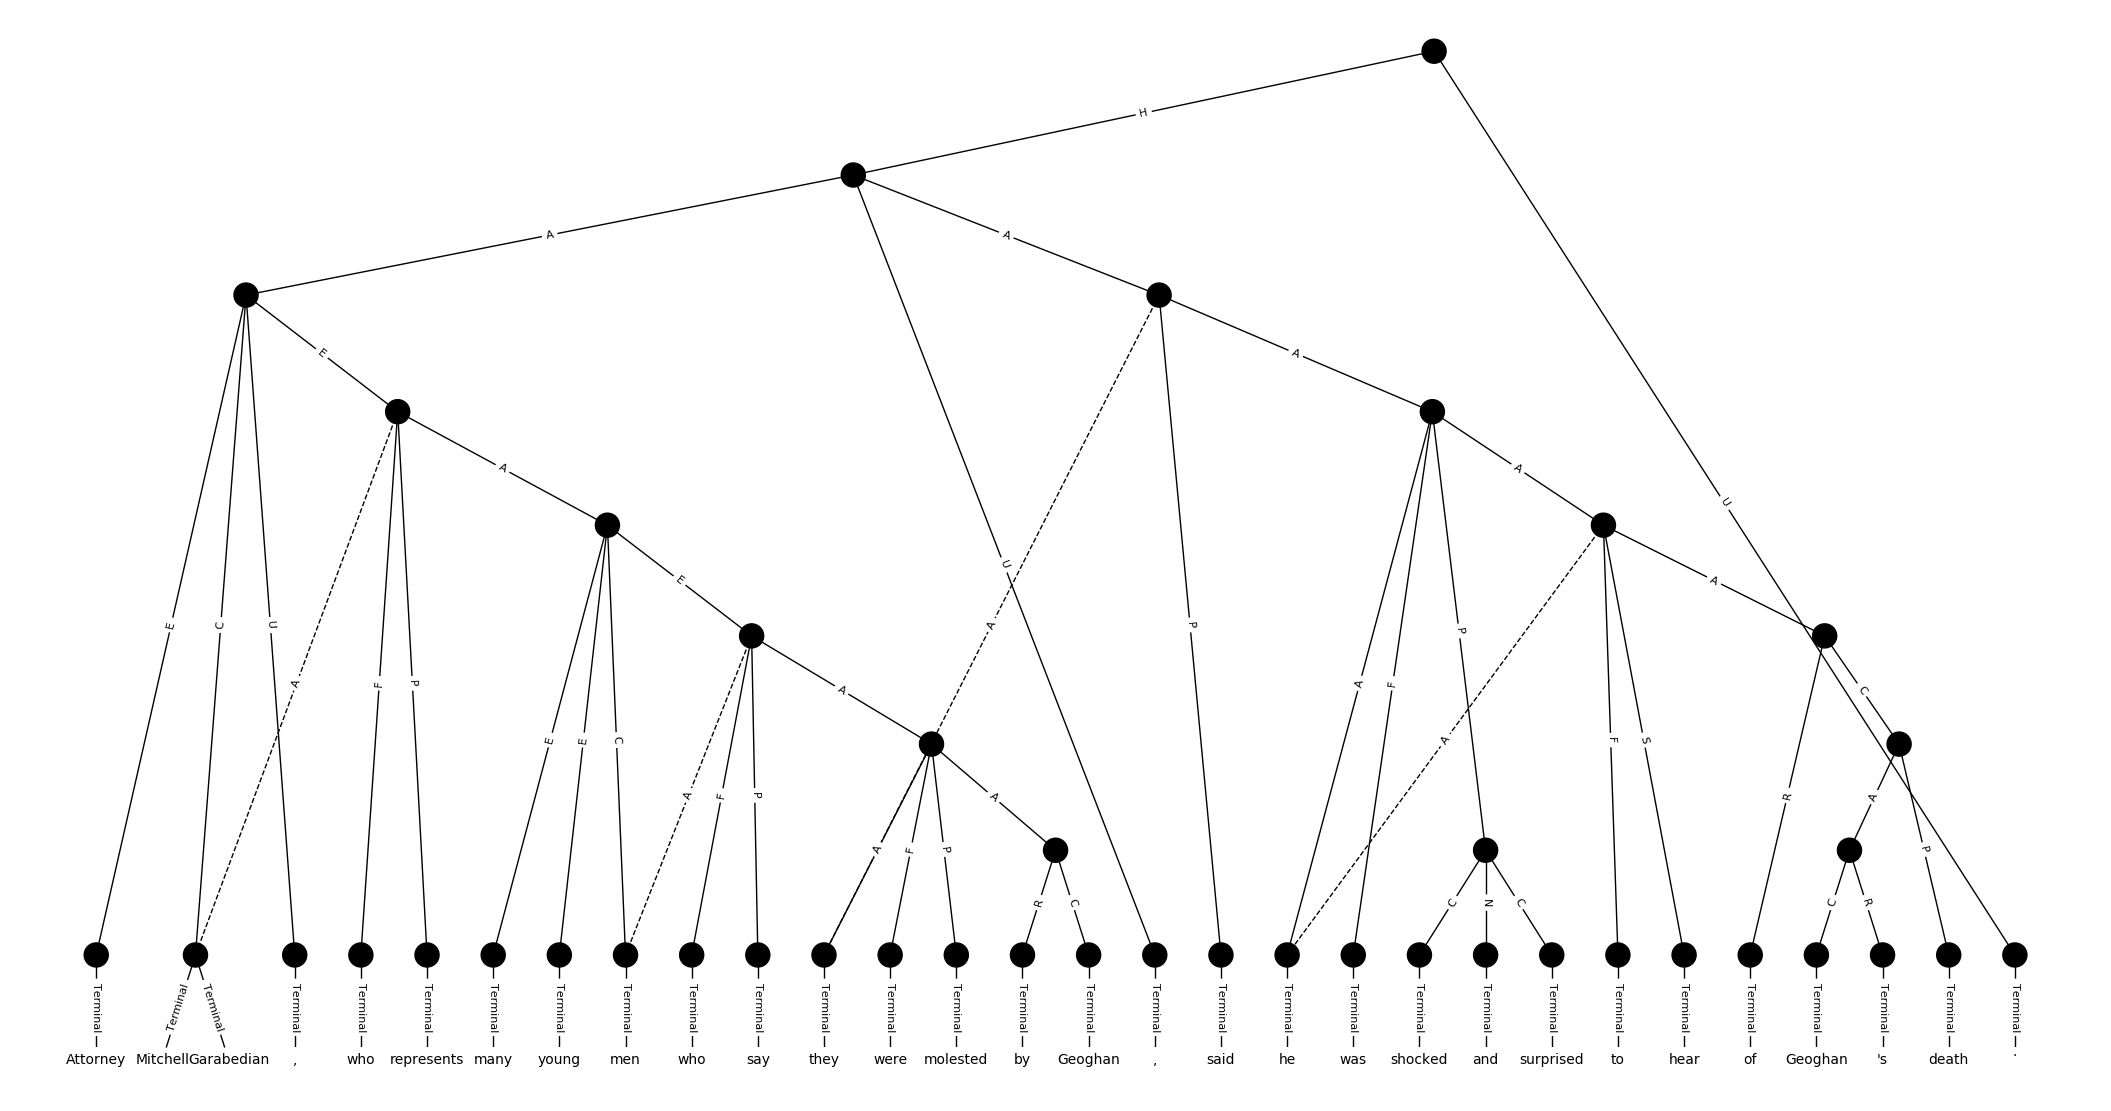 H
A A
E
U
A
A
E
A
U
A
E C U A
P
P
A F P
A F
A
C
E E C
A
F S
A F P
A
R A
A F P
P
R C
C N C
C R
Terminal Terminal Terminal Terminal Terminal Terminal Terminal Terminal Terminal Terminal Terminal Terminal Terminal Terminal Terminal Terminal Terminal Terminal Terminal Terminal Terminal Terminal Terminal Terminal Terminal Terminal Terminal Terminal Terminal Terminal Terminal
Attorney Mitchell Garabedian , who represents many young men who say they were molested by Geoghan , said he was shocked and surprised to hear of Geoghan 's death .